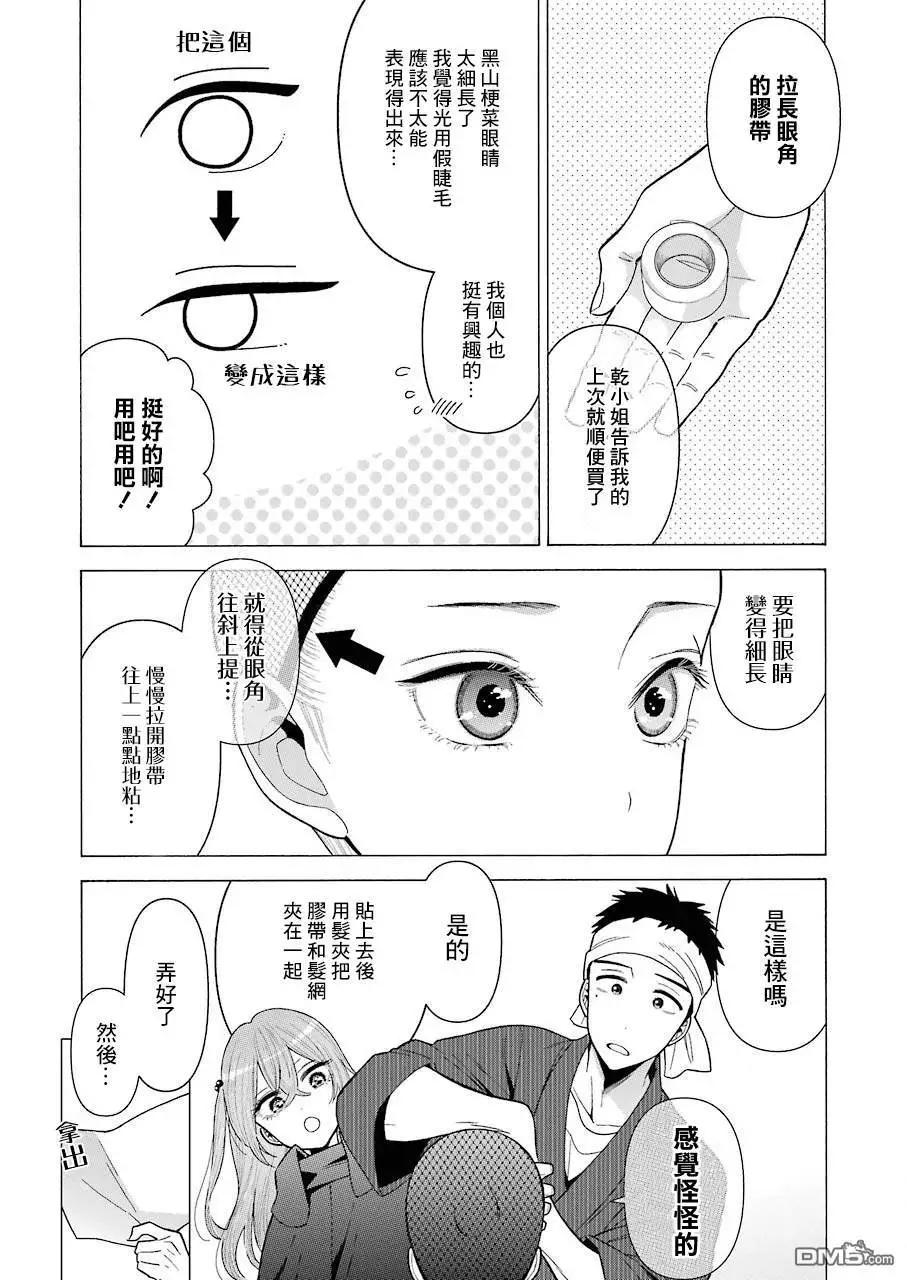 拉長眼角
的膠帶
乾小姐告訴我的
上次就順便買了
黑山梗菜眼睛
太細長了
我覺得光用假睫毛
應該不太能
表現得出來…
我個人也
挺有興趣的…
把這個
變成這樣
挺好的啊！
用吧用吧！
要把眼睛
變得細長
就得從眼角
往斜上提…
慢慢拉開膠帶
往上一點點地粘…
是這樣嗎
是的
貼上去後
用髮夾把
膠帶和髮網
夾在一起
感覺怪怪的
弄好了
然後…
拿出
DM5.com